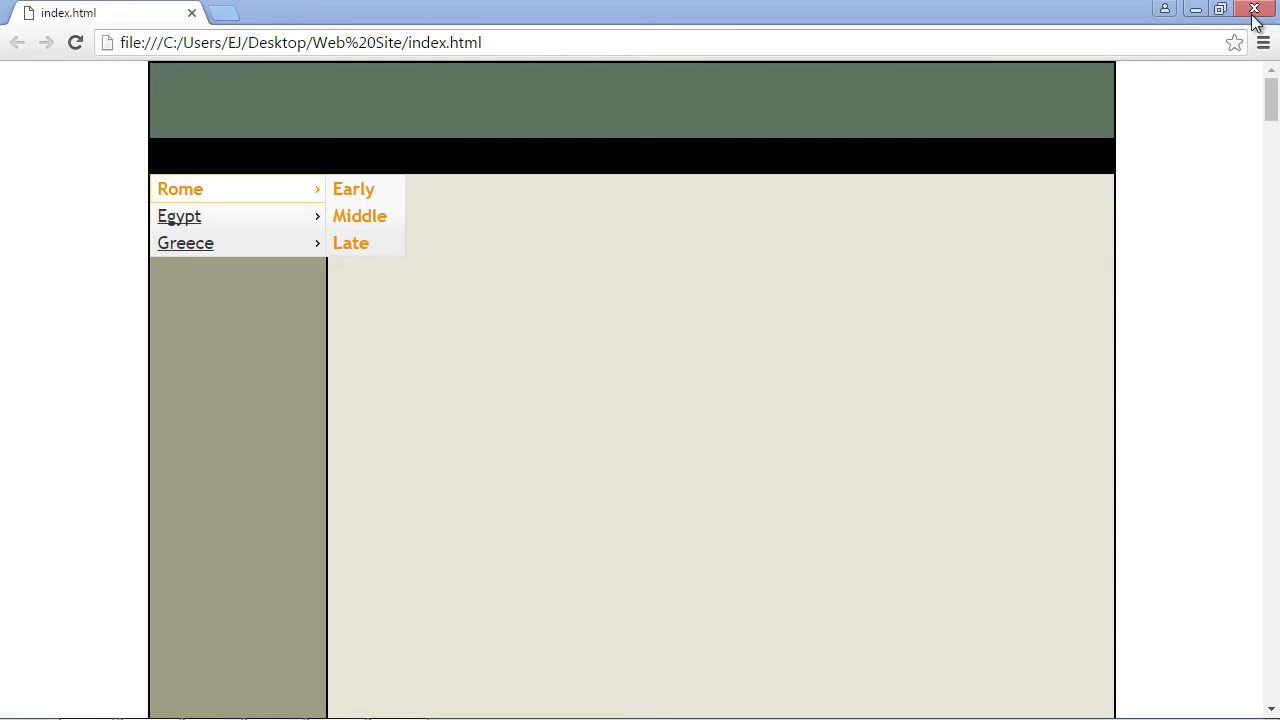 index.html
file:///C:/Users/EJ/Desktop/Web%20Site/index.html
Rome
Early
Egypt
Middle
Greece
Late